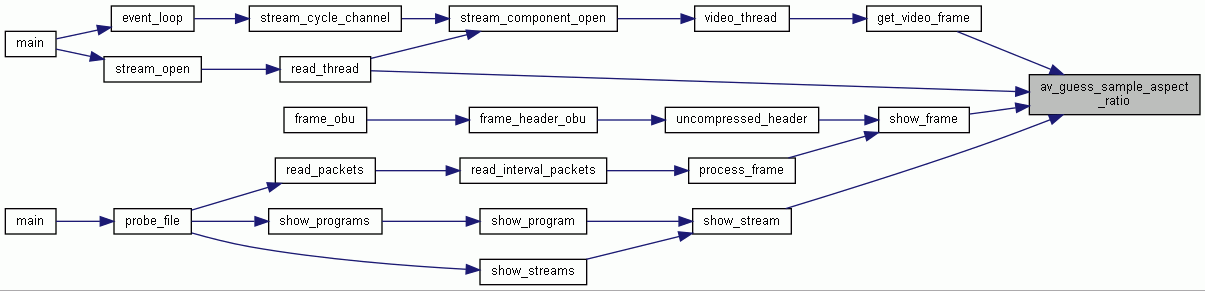 event_loop
stream_cycle_channel
stream_component_open
video_thread
get_video_frame
main
stream_open
read_thread
av_guess_sample_aspect
_ratio
frame_obu
frame_header_obu
uncompressed_header
show_frame
read_packets
read_interval_packets
process_frame
main
probe_file
show_programs
show_program
show_stream
show_streams